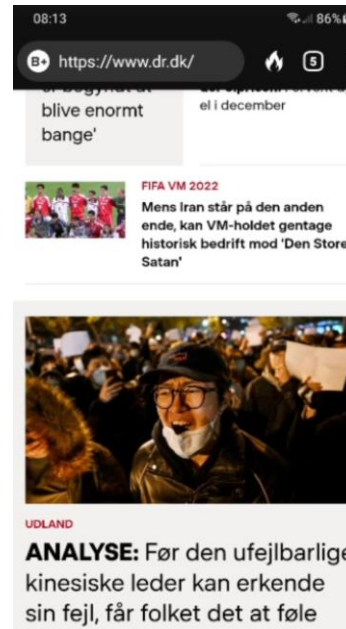 08:13
86%
B+ https://www.dr.dk/ 5
blive enormt
bange'
el i december
FIFA VM 2022
Mens Iran står på den anden
ende, kan VM-holdet gentage
historisk bedrift mod 'Den Store
Satan'
UDLAND
ANALYSE: Før den ufejlbarlige
kinesiske leder kan erkende
sin fejl, får folket det at føle